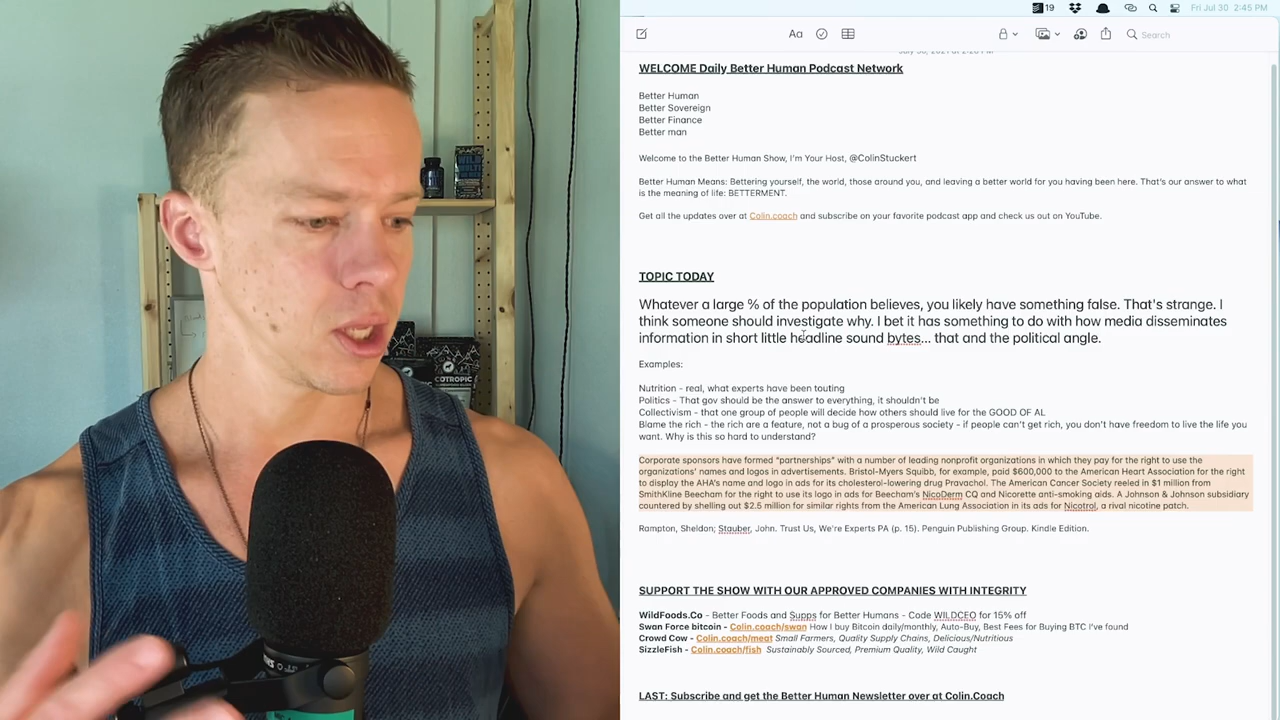 19
Fri Jul 30 2:45 PM
Aa
Search
WELCOME Daily Better Human Podcast Network
Better Human
Better Sovereign
Better Finance
Better man
Welcome to the Better Human Show, I'm Your Host, @ColinStuckert
Better Human Means: Bettering yourself, the world, those around you, and leaving a better world for you having been here. That's our answer to what
is the meaning of life: BETTERMENT.
Get all the updates over at Colin.coach and subscribe on your favorite podcast app and check us out on YouTube.
TOPIC TODAY
Whatever a large % of the population believes, you likely have something false. That's strange. I
think someone should investigate why. I bet it has something to do with how media disseminates
information in short little headline sound bytes... that and the political angle.
Examples:
Nutrition - real, what experts have been touting
Politics - That gov should be the answer to everything, it shouldn't be
Collectivism - that one group of people will decide how others should live for the GOOD OF AL
Blame the rich - the rich are a feature, not a bug of a prosperous society - if people can't get rich, you don't have freedom to live the life you
want. Why is this so hard to understand?
Corporate sponsors have formed “partnerships” with a number of leading nonprofit organizations in which they pay for the right to use the
organizations’ names and logos in advertisements. Bristol-Myers Squibb, for example, paid $600,000 to the American Heart Association for the right
to display the AHA’s name and logo in ads for its cholesterol-lowering drug Pravachol. The American Cancer Society reeled in $1 million from
SmithKline Beecham for the right to use its logo in ads for Beecham’s NicoDerm CQ and Nicorette anti-smoking aids. A Johnson & Johnson subsidiary
countered by shelling out $2.5 million for similar rights from the American Lung Association in its ads for Nicotrol, a rival nicotine patch.
Rampton, Sheldon; Stauber, John. Trust Us, We're Experts PA (p. 15). Penguin Publishing Group. Kindle Edition.
SUPPORT THE SHOW WITH OUR APPROVED COMPANIES WITH INTEGRITY
WildFoods.Co - Better Foods and Supps for Better Humans - Code WILDCEO for 15% off
Swan Force bitcoin - Colin.coach/swan How I buy Bitcoin daily/monthly, Auto-Buy, Best Fees for Buying BTC I've found
Crowd Cow - Colin.coach/meat Small Farmers, Quality Supply Chains, Delicious/Nutritious
SizzleFish - Colin.coach/fish Sustainably Sourced, Premium Quality, Wild Caught
LAST: Subscribe and get the Better Human Newsletter over at Colin.Coach